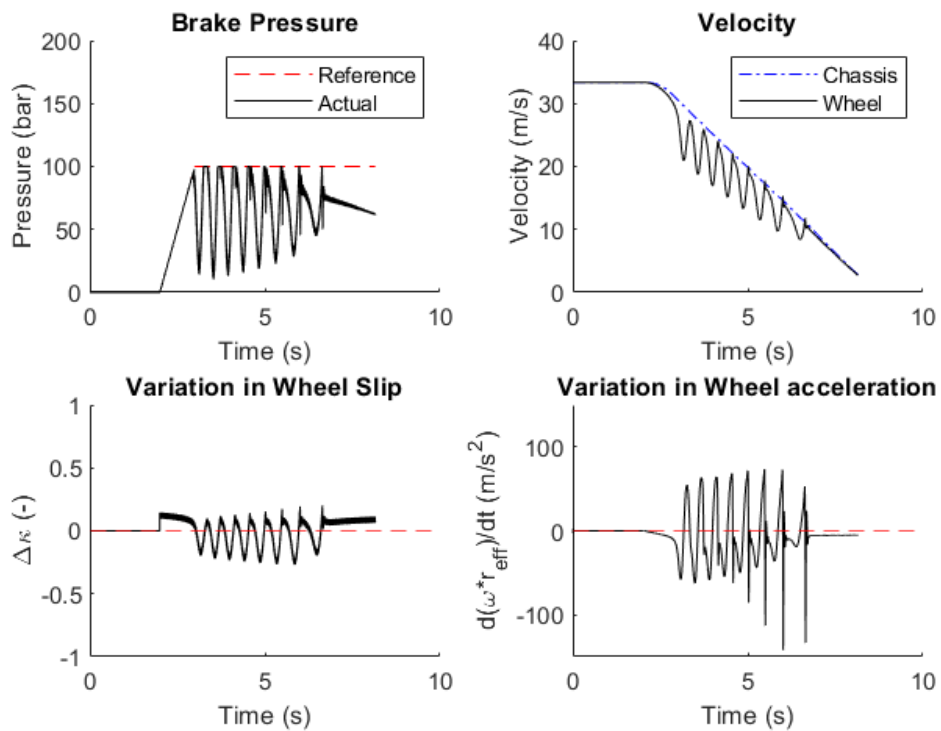 Brake Pressure
200
150
100
50
0
Pressure (bar)
Reference
Actual
0
5
10
Time (s)
Velocity
40
30
20
10
0
Velocity (m/s)
Chassis
Wheel
0
5
10
Time (s)
Variation in Wheel Slip
1
0.5
0
-0.5
-1
Δκ (-)
0
5
10
Time (s)
Variation in Wheel acceleration
100
0
-100
d(ω*r_eff)/dt (m/s²)
0
5
10
Time (s)